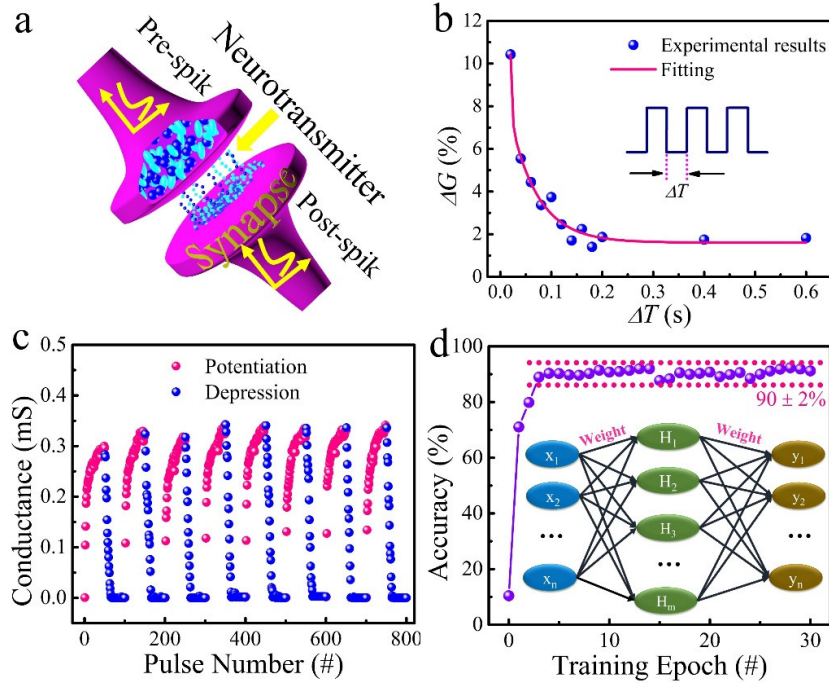 a
Pre-spik
Neurotransmitter
Synapse
Post-spik
b
12
10
8
6
4
2
0
ΔG (%)
Experimental results
Fitting
ΔT
0.0 0.1 0.2 0.3 0.4 0.5 0.6
ΔT (s)
c
0.5
0.4
0.3
0.2
0.1
0.0
Conductance (mS)
Potentiation
Depression
0 200 400 600 800
Pulse Number (#)
d
100
80
60
40
20
0
Accuracy (%)
90 ± 2%
Weight
Weight
x1
x2
...
xn
H1
H2
H3
...
Hm
y1
y2
...
yn
0 10 20 30
Training Epoch (#)